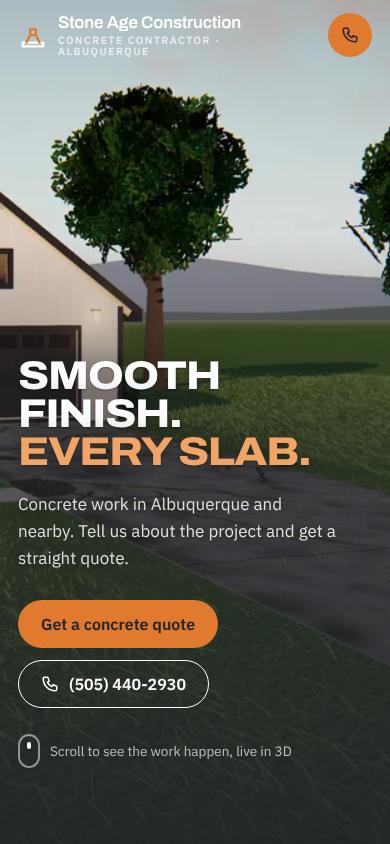 Stone Age Construction
CONCRETE CONTRACTOR ·
ALBUQUERQUE
SMOOTH
FINISH.
EVERY SLAB.
Concrete work in Albuquerque and
nearby. Tell us about the project and get a
straight quote.
Get a concrete quote
(505) 440-2930
Scroll to see the work happen, live in 3D